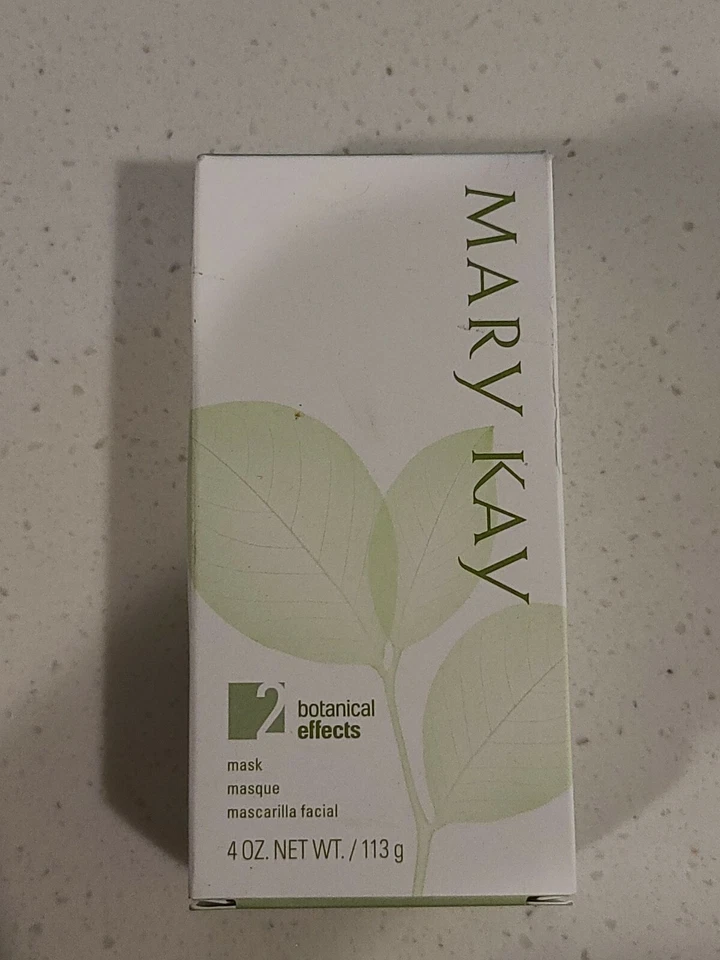 MARY KAY
2
botanical
effects
mask
masque
mascarilla facial
4 OZ. NET WT. / 113 g